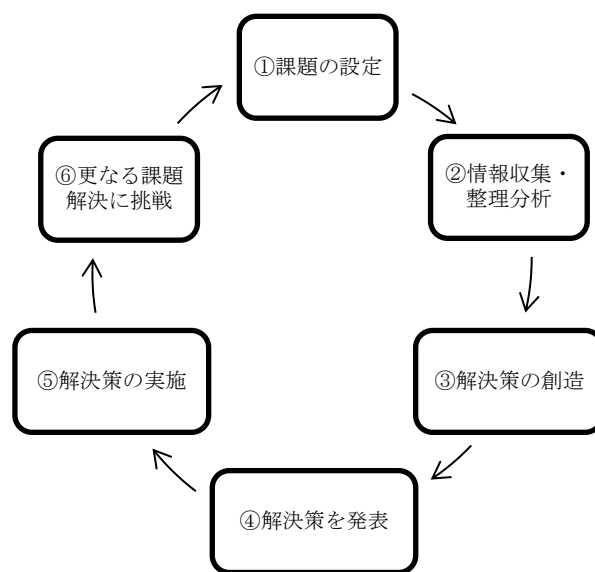 ①課題の設定
②情報収集・
整理分析
③解決策の創造
④解決策を発表
⑤解決策の実施
⑥更なる課題
解決に挑戦